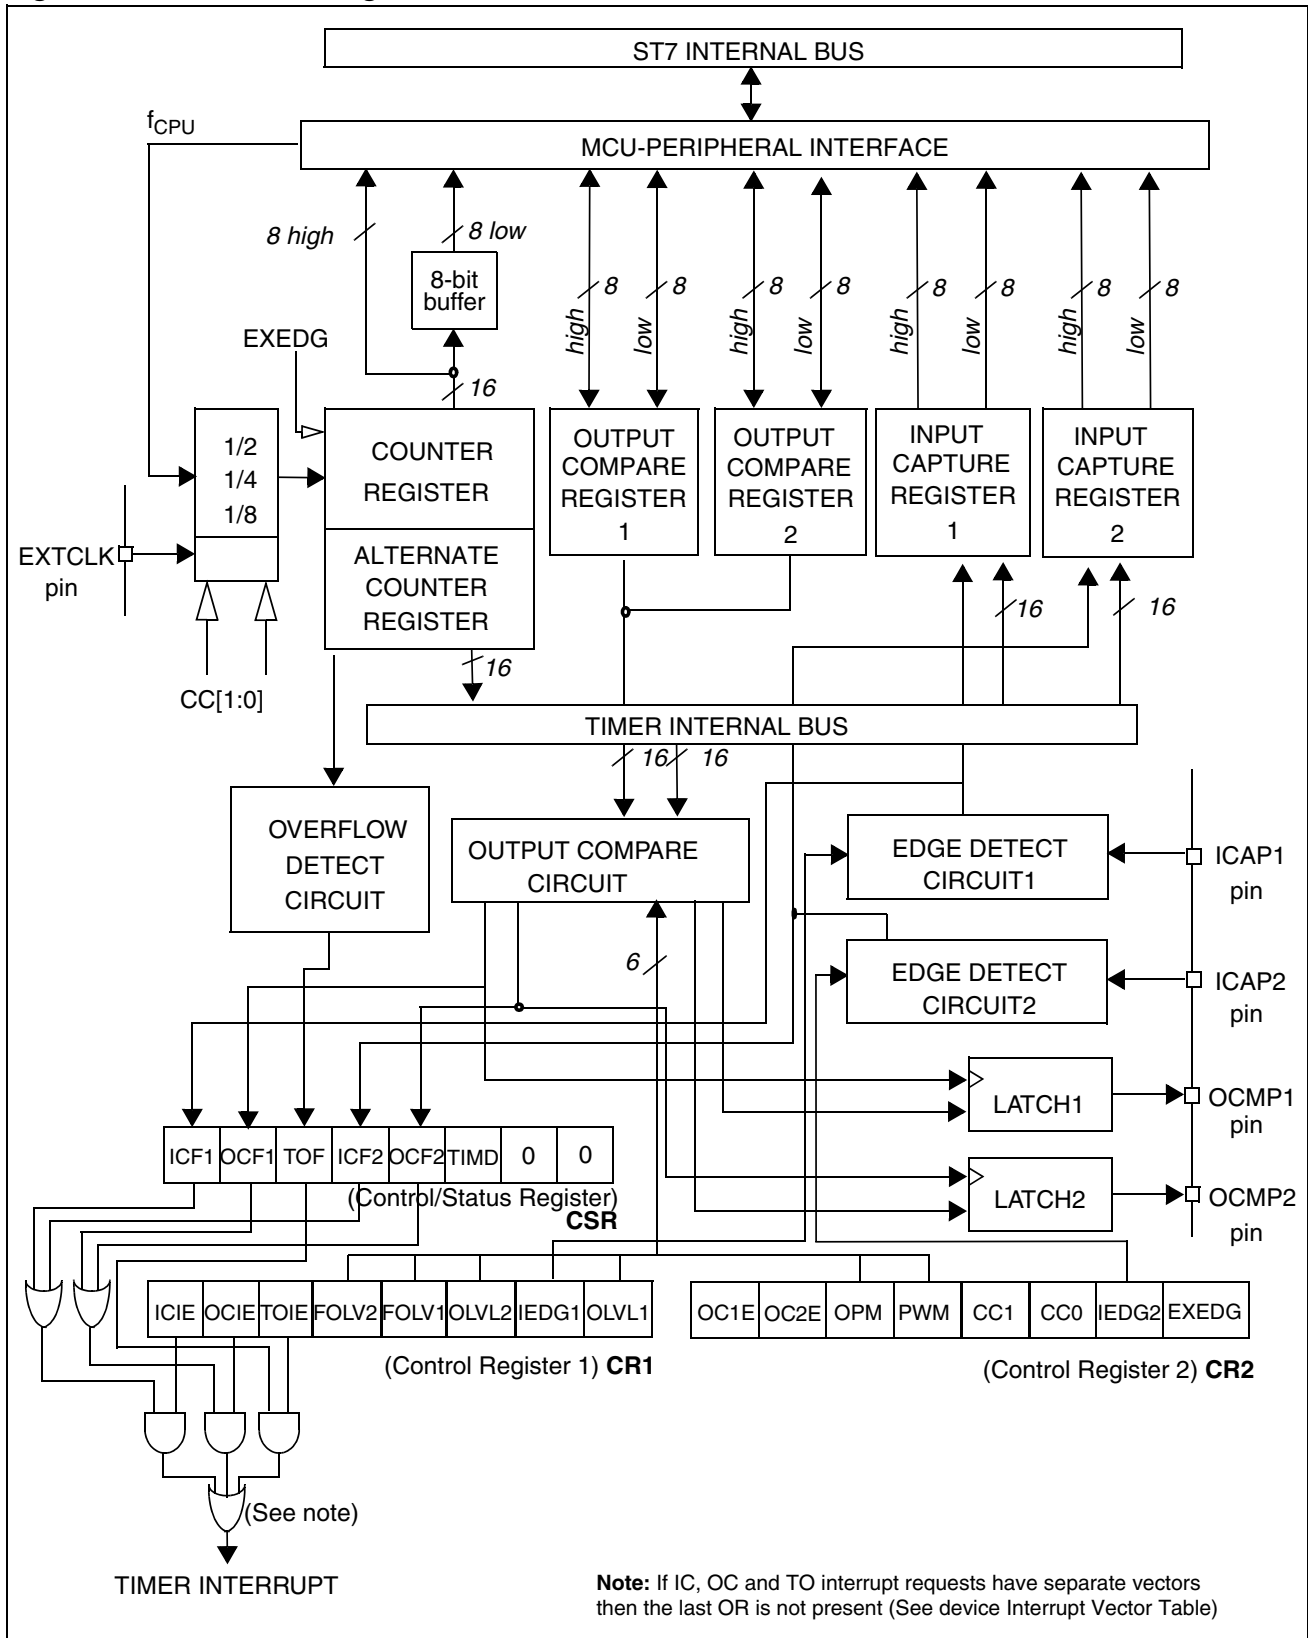 ST7 INTERNAL BUS
fCPU
MCU-PERIPHERAL INTERFACE
8 high
8 low
8-bit
buffer
8
8
8
8
8
8
8
8
high
low
high
low
high
low
high
low
EXEDG
16
1/2
1/4
1/8
COUNTER
REGISTER
ALTERNATE
COUNTER
REGISTER
OUTPUT
COMPARE
REGISTER
1
OUTPUT
COMPARE
REGISTER
2
INPUT
CAPTURE
REGISTER
1
INPUT
CAPTURE
REGISTER
2
EXTCLK
pin
16
16
16
CC[1:0]
TIMER INTERNAL BUS
16
16
OVERFLOW
DETECT
CIRCUIT
OUTPUT COMPARE
CIRCUIT
EDGE DETECT
CIRCUIT1
ICAP1
pin
6
EDGE DETECT
CIRCUIT2
ICAP2
pin
LATCH1
OCMP1
pin
ICF1 OCF1 TOF ICF2 OCF2 TIMD 0 0
(Control/Status Register)
CSR
LATCH2
OCMP2
pin
ICIE OCIE TOIE FOLV2 FOLV1 OLVL2 IEDG1 OLVL1
OC1E OC2E OPM PWM CC1 CC0 IEDG2 EXEDG
(Control Register 1) CR1
(Control Register 2) CR2
(See note)
TIMER INTERRUPT
Note: If IC, OC and TO interrupt requests have separate vectors
then the last OR is not present (See device Interrupt Vector Table)